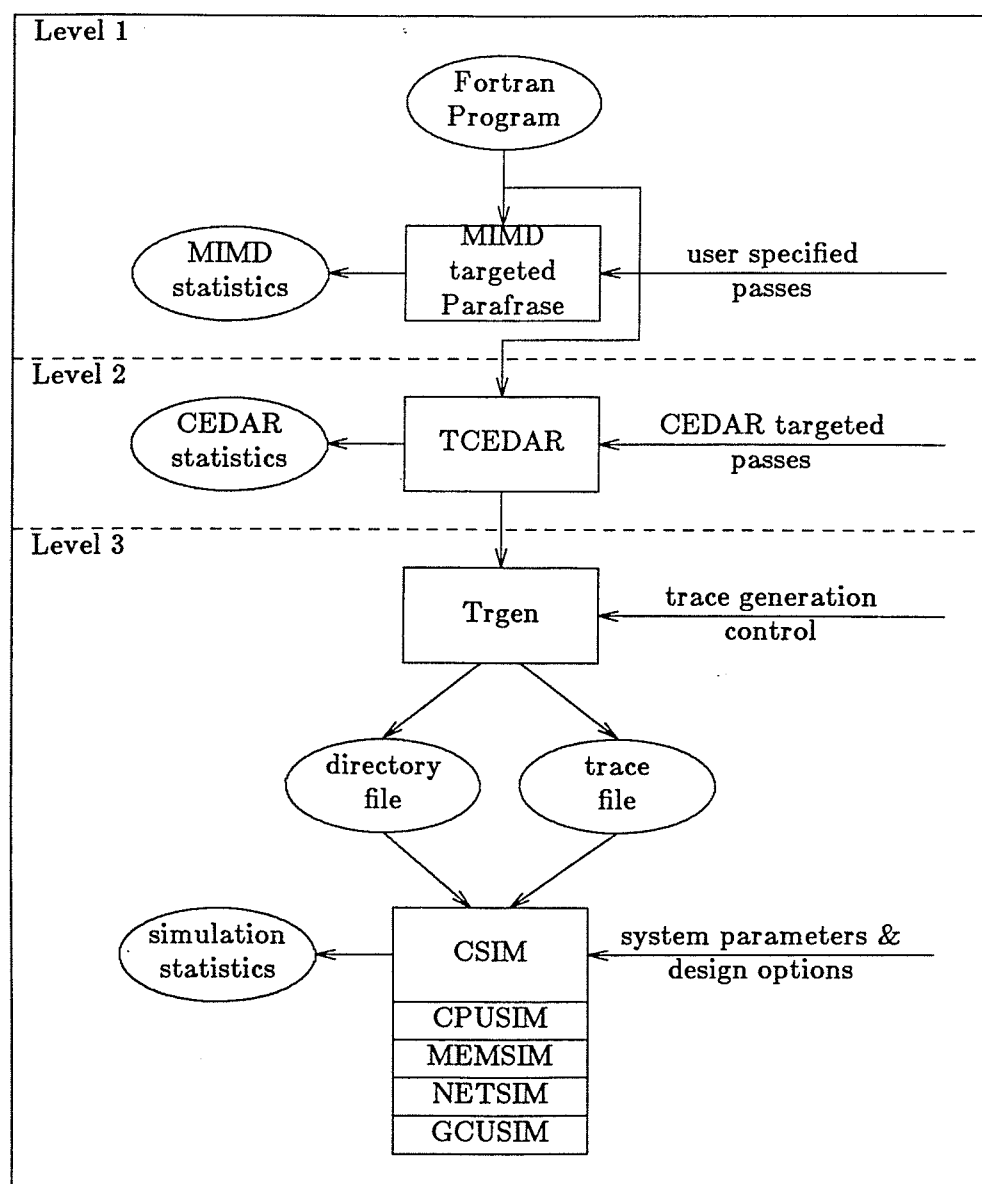 Level 1
Fortran
Program
MIMD
statistics
MIMD
targeted
Parafrase
user specified
passes
Level 2
CEDAR
statistics
TCEDAR
CEDAR targeted
passes
Level 3
Trgen
trace generation
control
directory
file
trace
file
simulation
statistics
CSIM
system parameters &
design options
CPUSIM
MEMSIM
NETSIM
GCUSIM